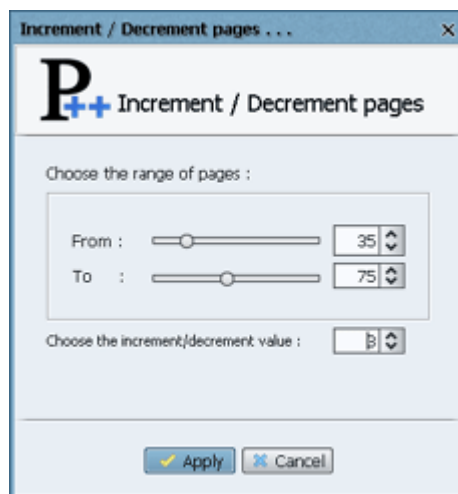 Increment / Decrement pages . . .
P++ Increment / Decrement pages
Choose the range of pages :
From : 35
To : 75
Choose the increment/decrement value : 3
Apply Cancel